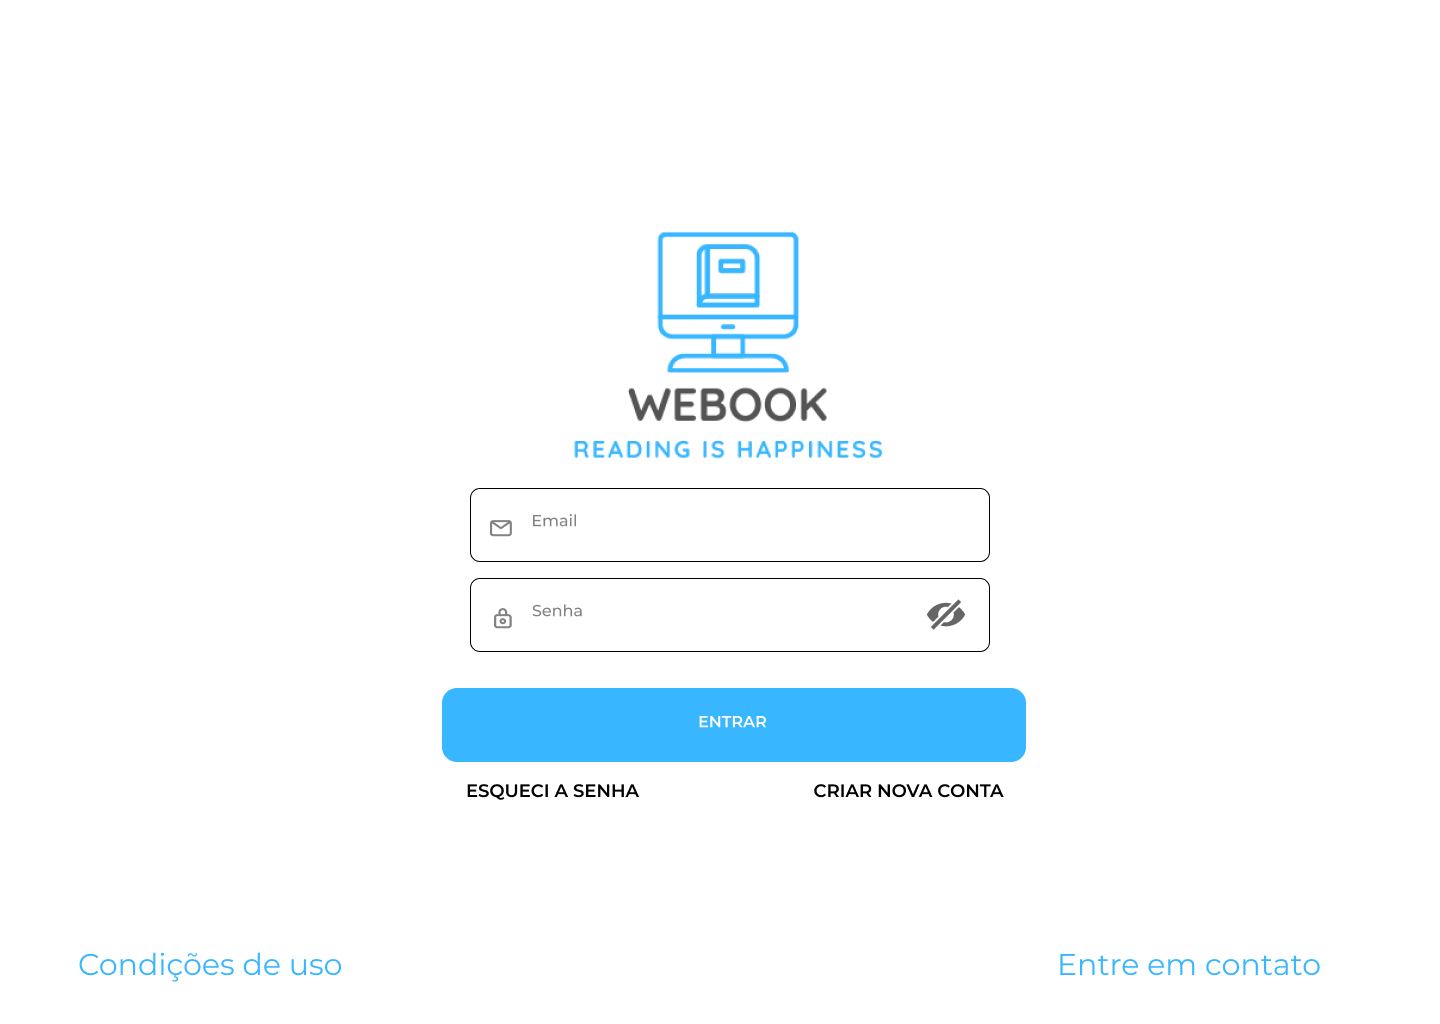 WEBOOK
READING IS HAPPINESS
Email
Senha
ENTRAR
ESQUECI A SENHA
CRIAR NOVA CONTA
Condições de uso
Entre em contato